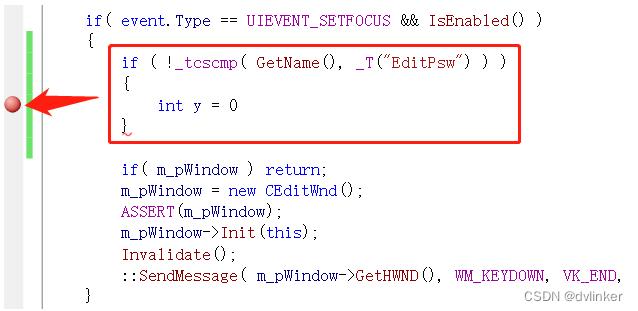 if( event.Type == UIEVENT_SETFOCUS && IsEnabled() )
{
if ( !_tcscmp( GetName(), _T("EditPsw") ) )
{
int y = 0
}
if( m_pWindow ) return;
m_pWindow = new CEditWnd();
ASSERT(m_pWindow);
m_pWindow->Init(this);
Invalidate();
::SendMessage( m_pWindow->GetHWND(), WM_KEYDOWN, VK_END,
}
CSDN @dvlinker